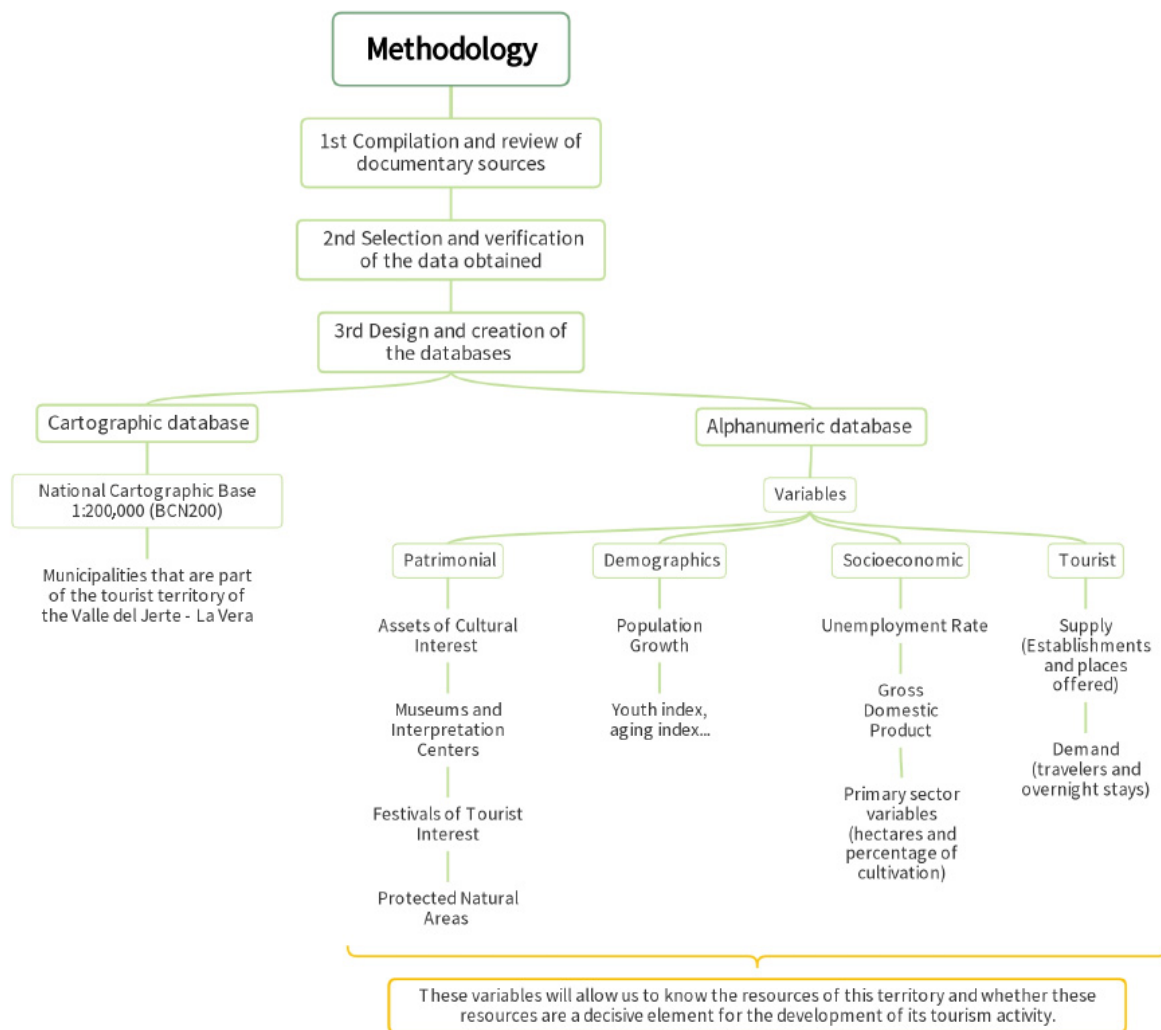 Methodology
1st Compilation and review of
documentary sources
2nd Selection and verification
of the data obtained
3rd Design and creation of
the databases
Cartographic database
National Cartographic Base
1:200,000 (BCN200)
Municipalities that are part
of the tourist territory of
the Valle del Jerte - La Vera
Alphanumeric database
Variables
Patrimonial
Assets of Cultural
Interest
Museums and
Interpretation
Centers
Festivals of Tourist
Interest
Protected Natural
Areas
Demographics
Population
Growth
Youth index,
aging index...
Socioeconomic
Unemployment Rate
Gross
Domestic
Product
Primary sector
variables
(hectares and
percentage of
cultivation)
Tourist
Supply
(Establishments
and places
offered)
Demand
(travelers and
overnight stays)
These variables will allow us to know the resources of this territory and whether these
resources are a decisive element for the development of its tourism activity.